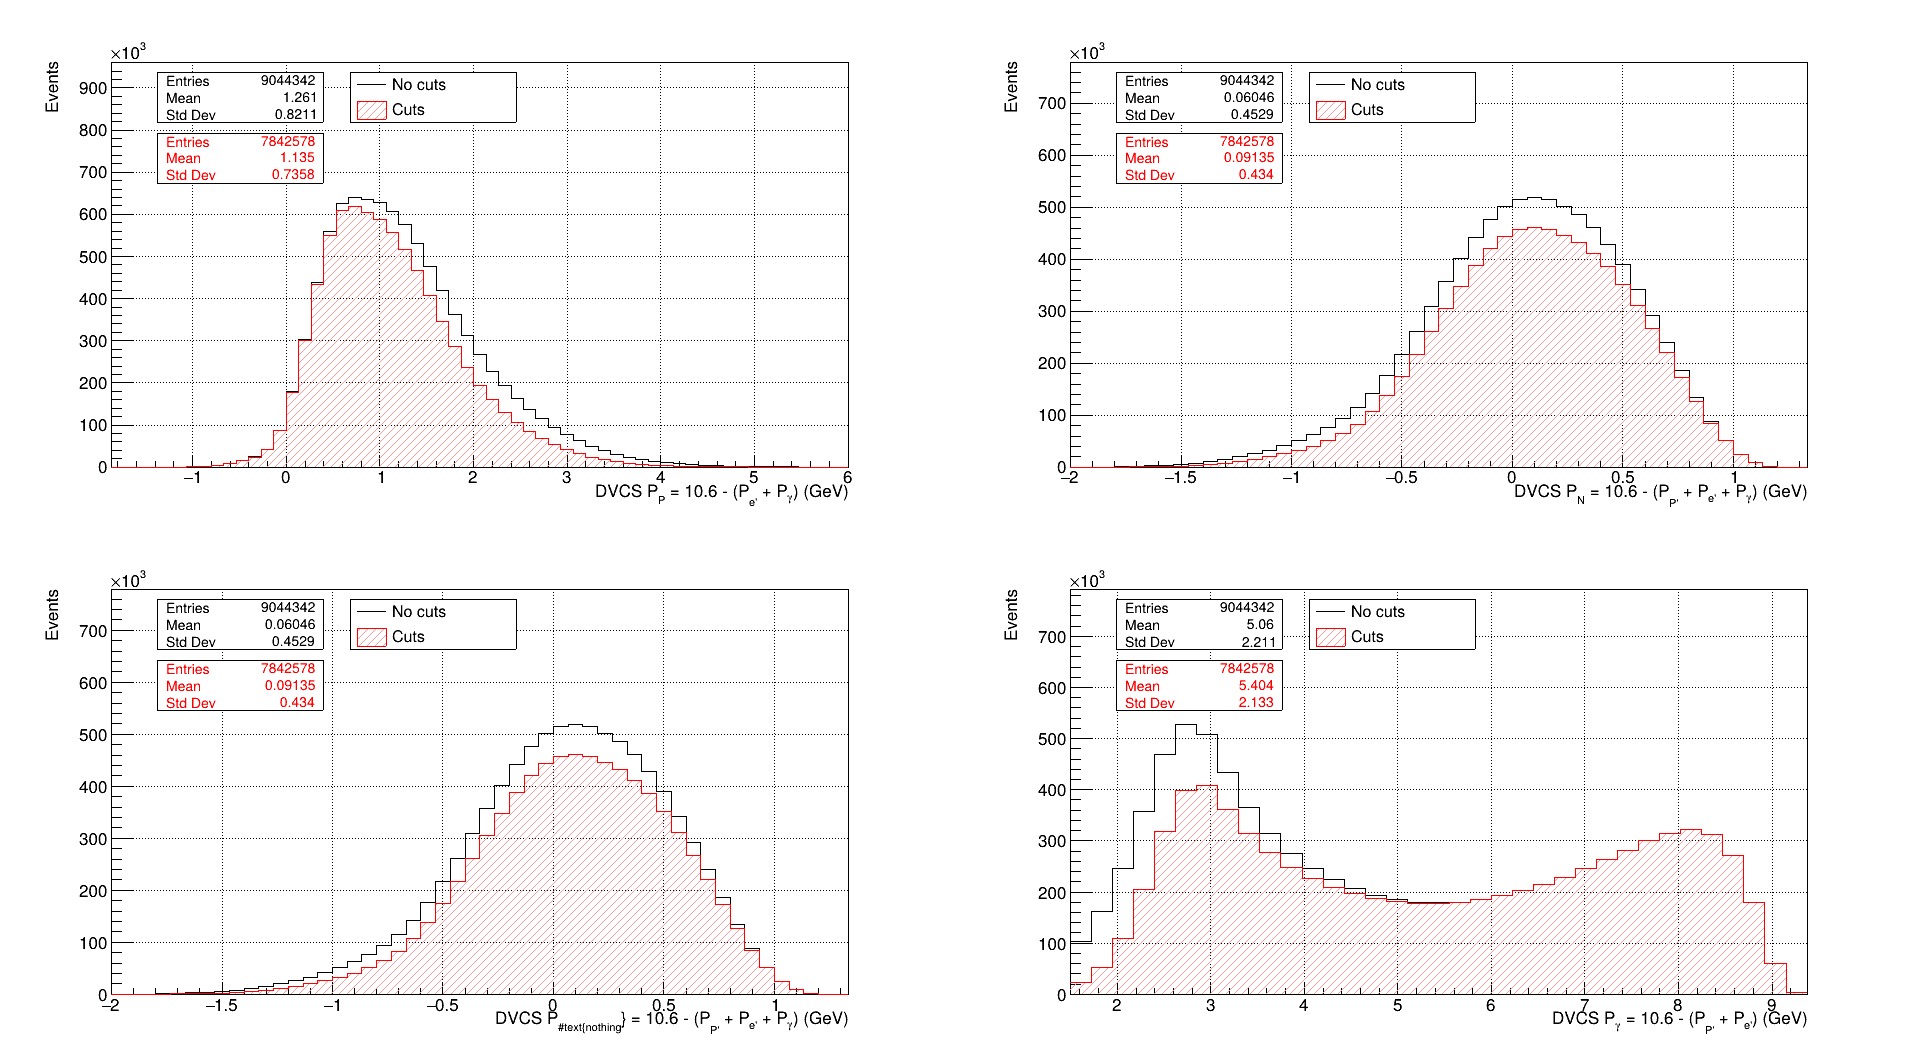 ×10³
Events
Entries 9044342
Mean 1.261
Std Dev 0.8211
Entries 7842578
Mean 1.135
Std Dev 0.7358
No cuts
Cuts
900
800
700
600
500
400
300
200
100
0
−1 0 1 2 3 4 5 6
DVCS P_P = 10.6 - (P_e' + P_γ) (GeV)
×10³
Events
Entries 9044342
Mean 0.06046
Std Dev 0.4529
Entries 7842578
Mean 0.09135
Std Dev 0.434
No cuts
Cuts
700
600
500
400
300
200
100
0
−2 −1.5 −1 −0.5 0 0.5 1
DVCS P_N = 10.6 - (P_P' + P_e' + P_γ) (GeV)
×10³
Events
Entries 9044342
Mean 0.06046
Std Dev 0.4529
Entries 7842578
Mean 0.09135
Std Dev 0.434
No cuts
Cuts
700
600
500
400
300
200
100
0
−2 −1.5 −1 −0.5 0 0.5 1
DVCS P_#text{nothing} = 10.6 - (P_P' + P_e' + P_γ) (GeV)
×10³
Events
Entries 9044342
Mean 5.06
Std Dev 2.211
Entries 7842578
Mean 5.404
Std Dev 2.133
No cuts
Cuts
700
600
500
400
300
200
100
0
2 3 4 5 6 7 8 9
DVCS P_γ = 10.6 - (P_P' + P_e') (GeV)